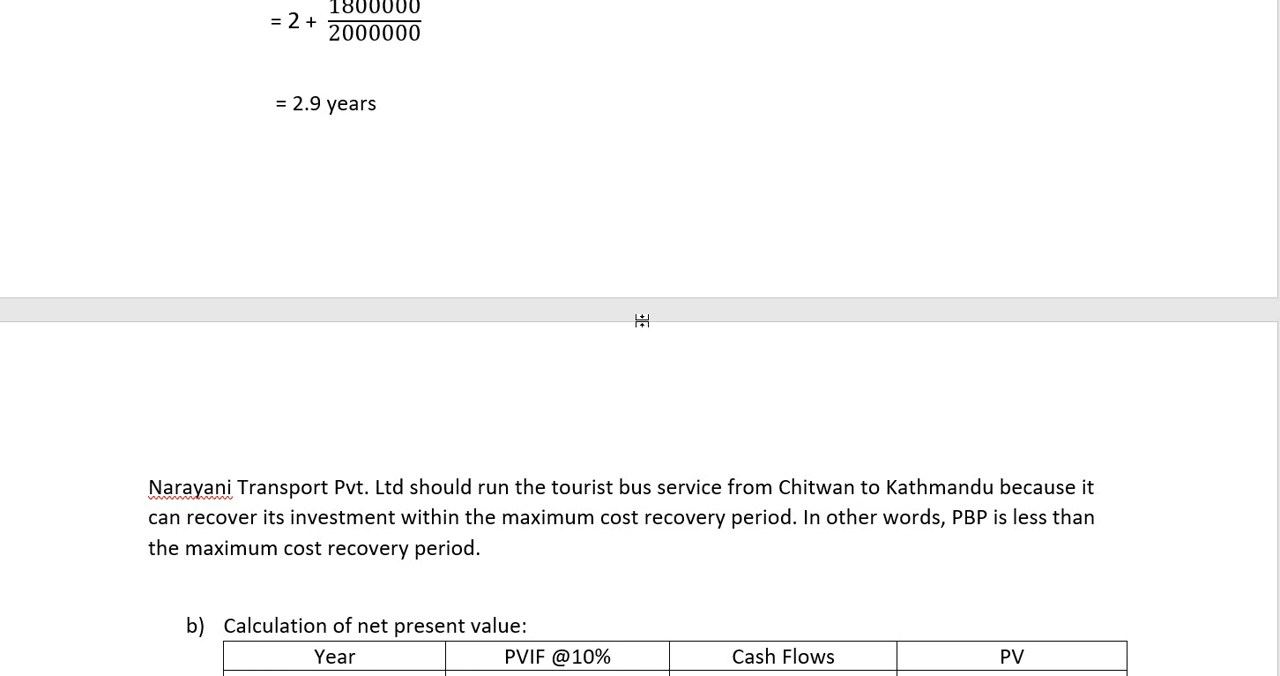 1800000
= 2 +
2000000
= 2.9 years
Narayani Transport Pvt. Ltd should run the tourist bus service from Chitwan to Kathmandu because it
can recover its investment within the maximum cost recovery period. In other words, PBP is less than
the maximum cost recovery period.
b) Calculation of net present value:
Year PVIF @10% Cash Flows PV